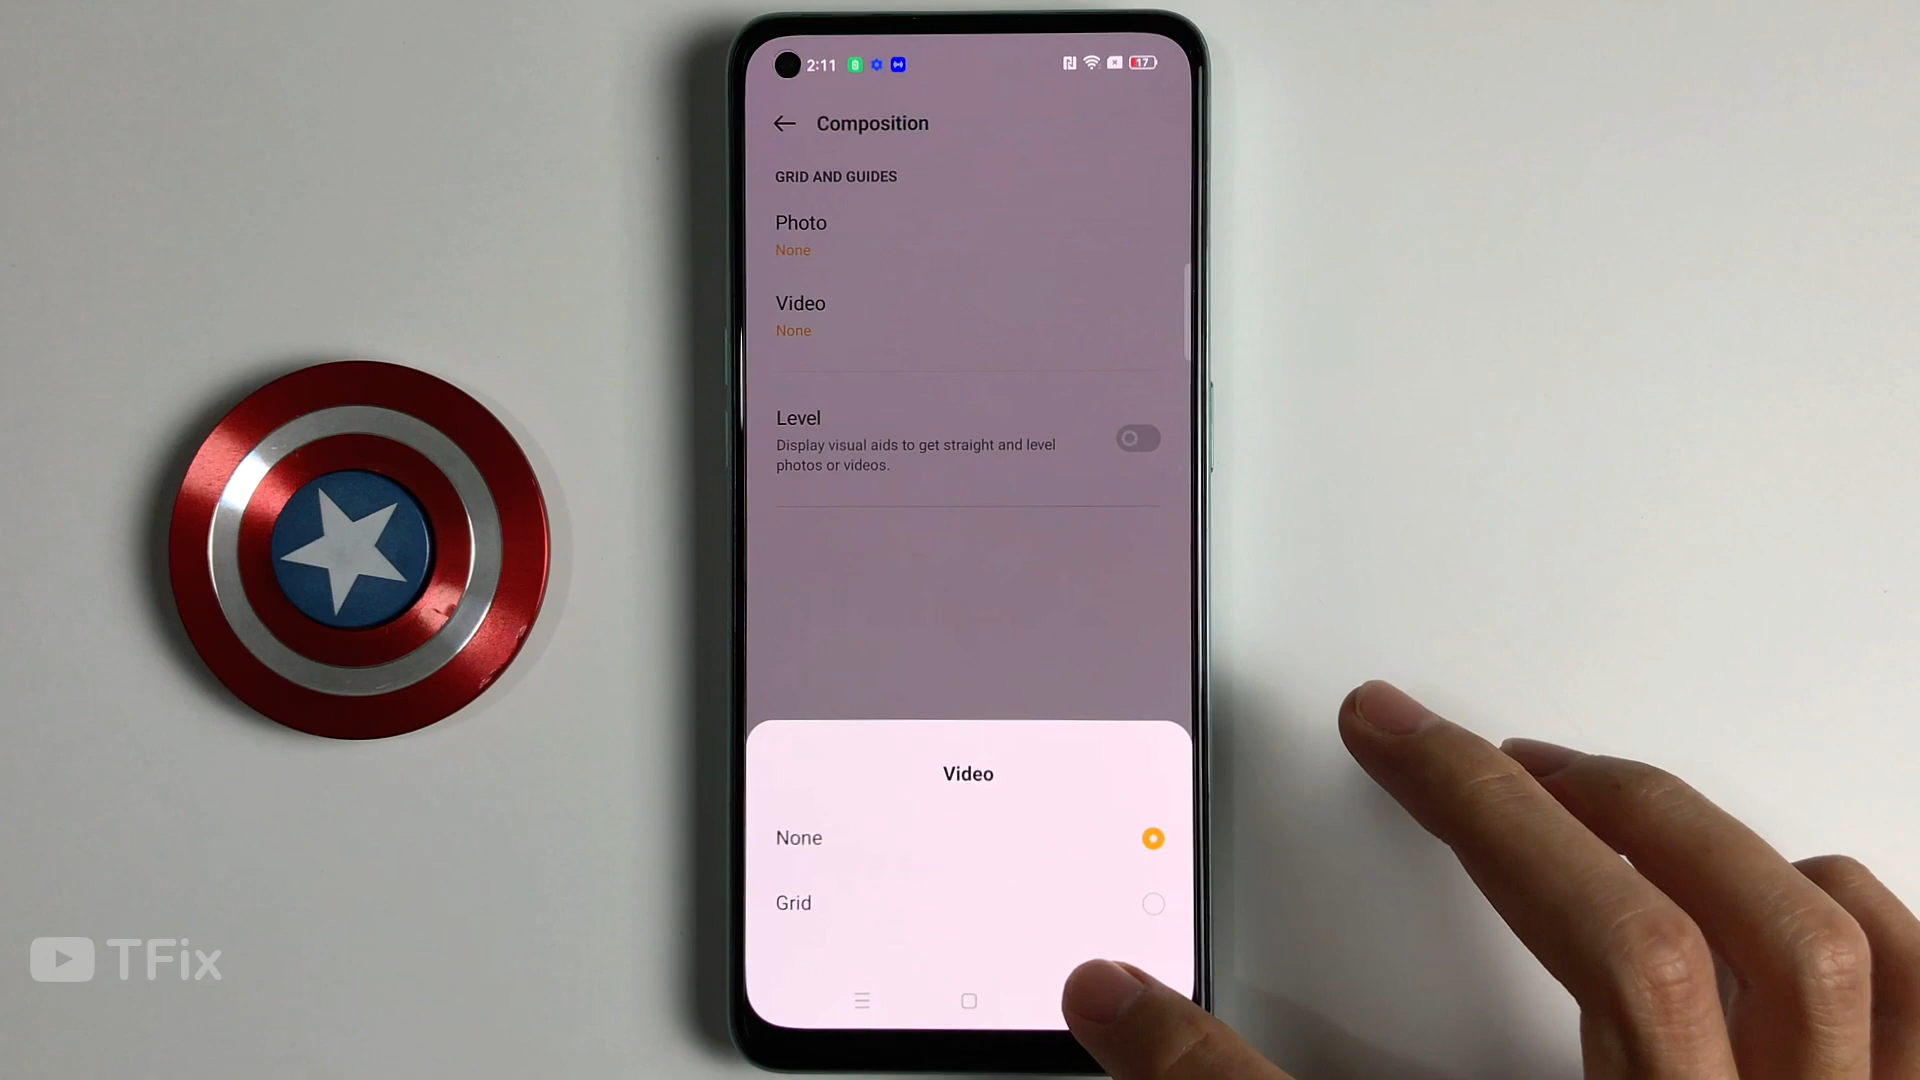 2:11
17
Composition
GRID AND GUIDES
Photo
None
Video
None
Level
Display visual aids to get straight and level
photos or videos.
Video
None
Grid
TFix